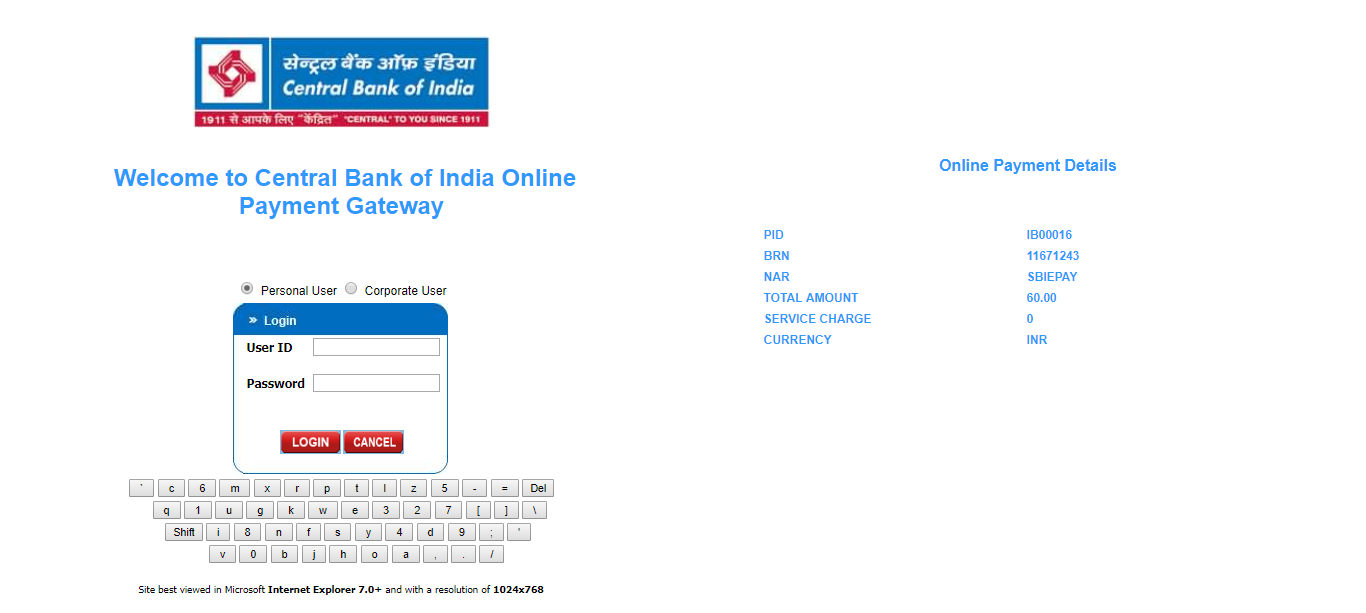 सेन्ट्रल बैंक ऑफ़ इंडिया
Central Bank of India
1911 से आपके लिए "केंद्रित" "CENTRAL" TO YOU SINCE 1911
Welcome to Central Bank of India Online
Payment Gateway
Personal User Corporate User
» Login
User ID
Password
LOGIN CANCEL
` c 6 m x r p t l z 5 - = Del
q 1 u g k w e 3 2 7 [ ] \
Shift i 8 n f s y 4 d 9 ; '
v 0 b j h o a , . /
Site best viewed in Microsoft Internet Explorer 7.0+ and with a resolution of 1024x768
Online Payment Details
PID IB00016
BRN 11671243
NAR SBIEPAY
TOTAL AMOUNT 60.00
SERVICE CHARGE 0
CURRENCY INR